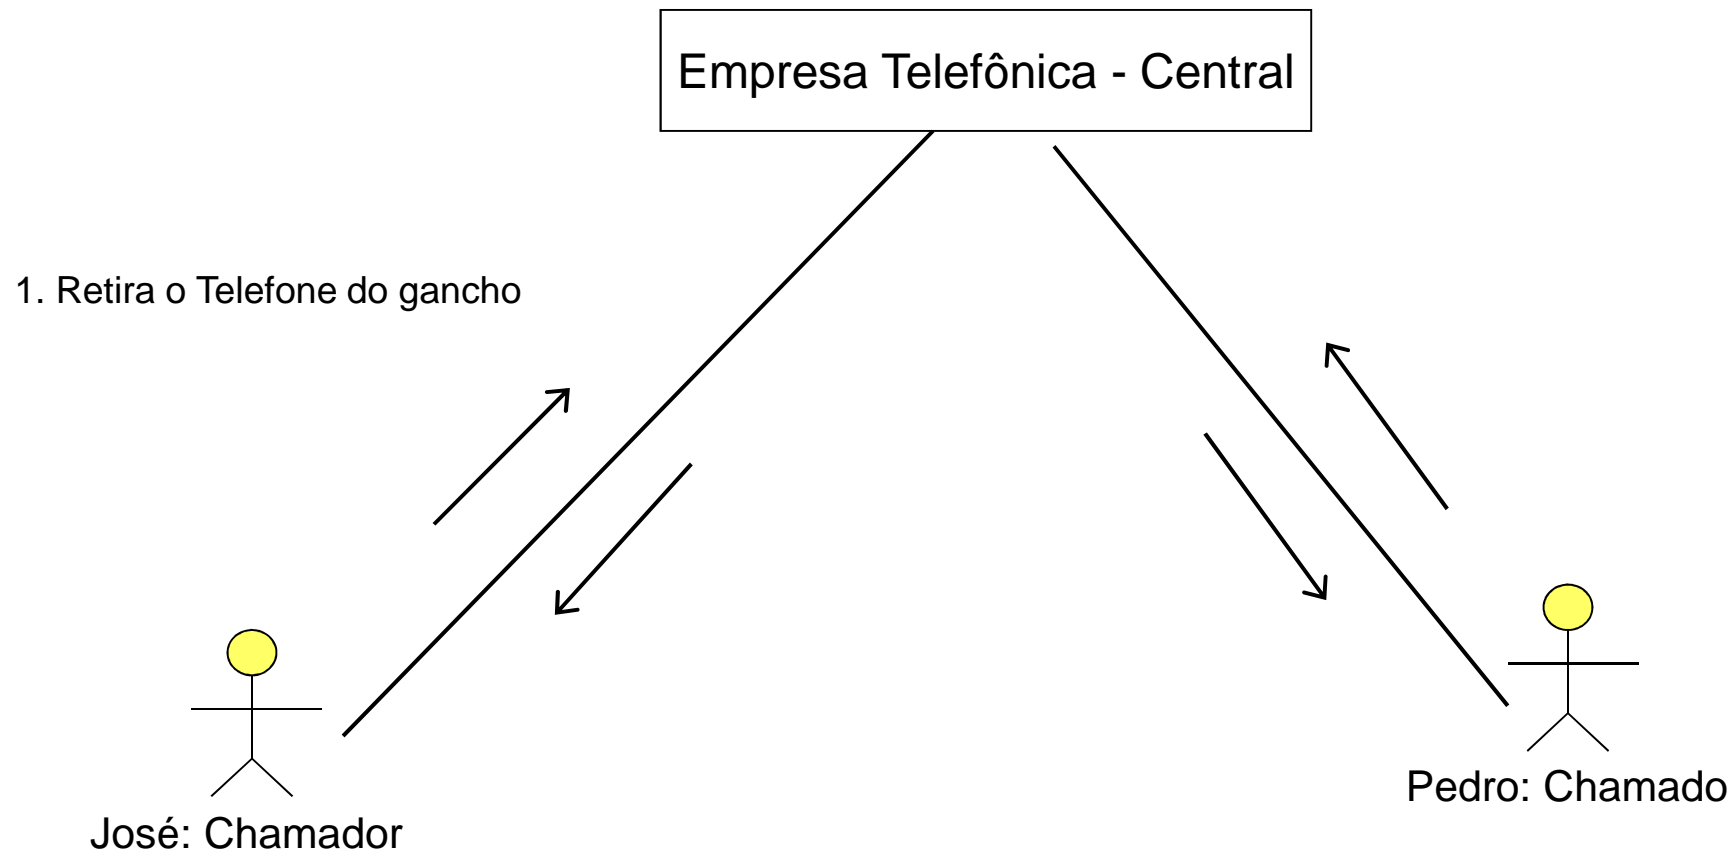 Empresa Telefônica - Central
1. Retira o Telefone do gancho
Pedro: Chamado
José: Chamador